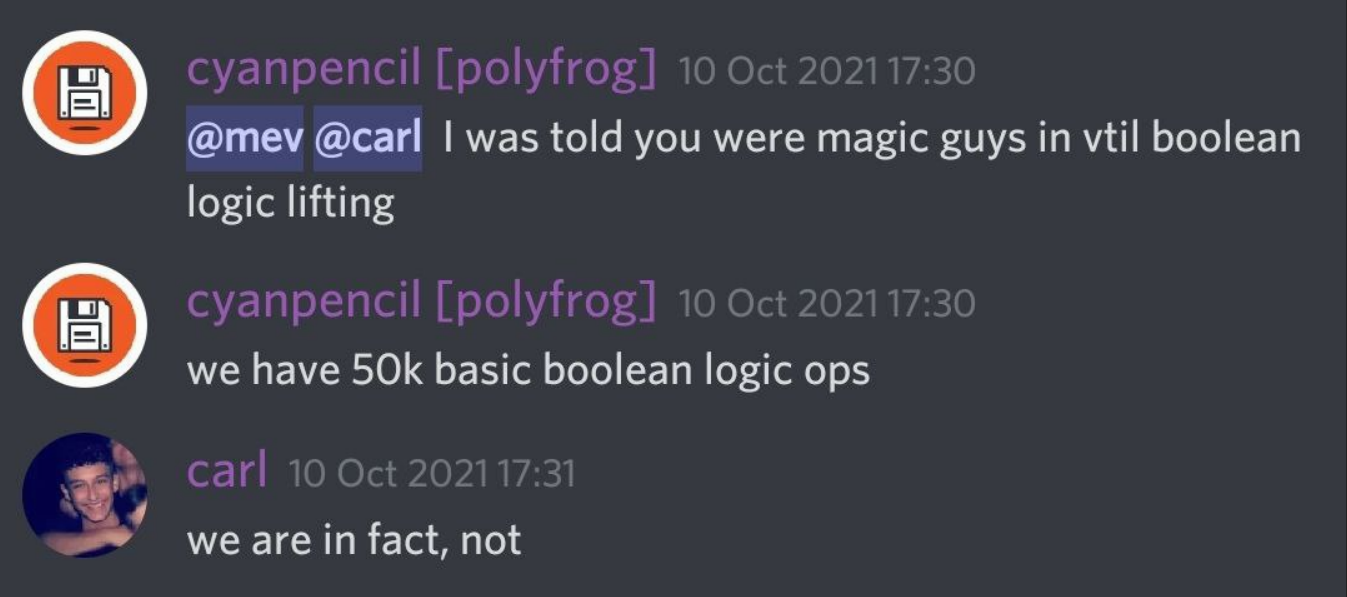 cyanpencil [polyfrog] 10 Oct 2021 17:30
@mev @carl I was told you were magic guys in vtil boolean
logic lifting
cyanpencil [polyfrog] 10 Oct 2021 17:30
we have 50k basic boolean logic ops
carl 10 Oct 2021 17:31
we are in fact, not